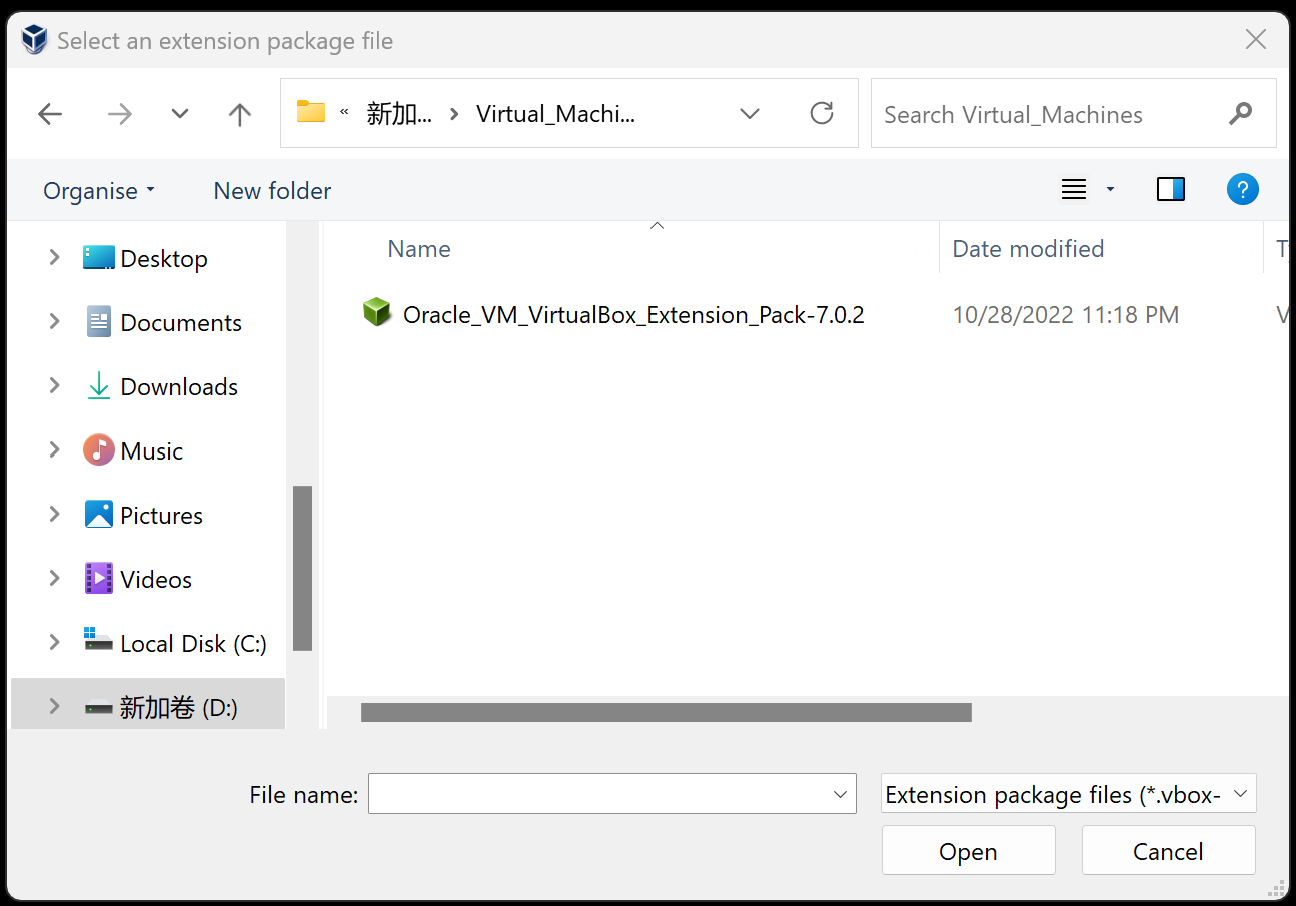 Select an extension package file
« 新加... › Virtual_Machi...
Search Virtual_Machines
Organise
New folder
?
Desktop
Documents
Downloads
Music
Pictures
Videos
Local Disk (C:)
新加卷 (D:)
Name
Date modified
Oracle_VM_VirtualBox_Extension_Pack-7.0.2
10/28/2022 11:18 PM
File name:
Extension package files (*.vbox-
Open
Cancel